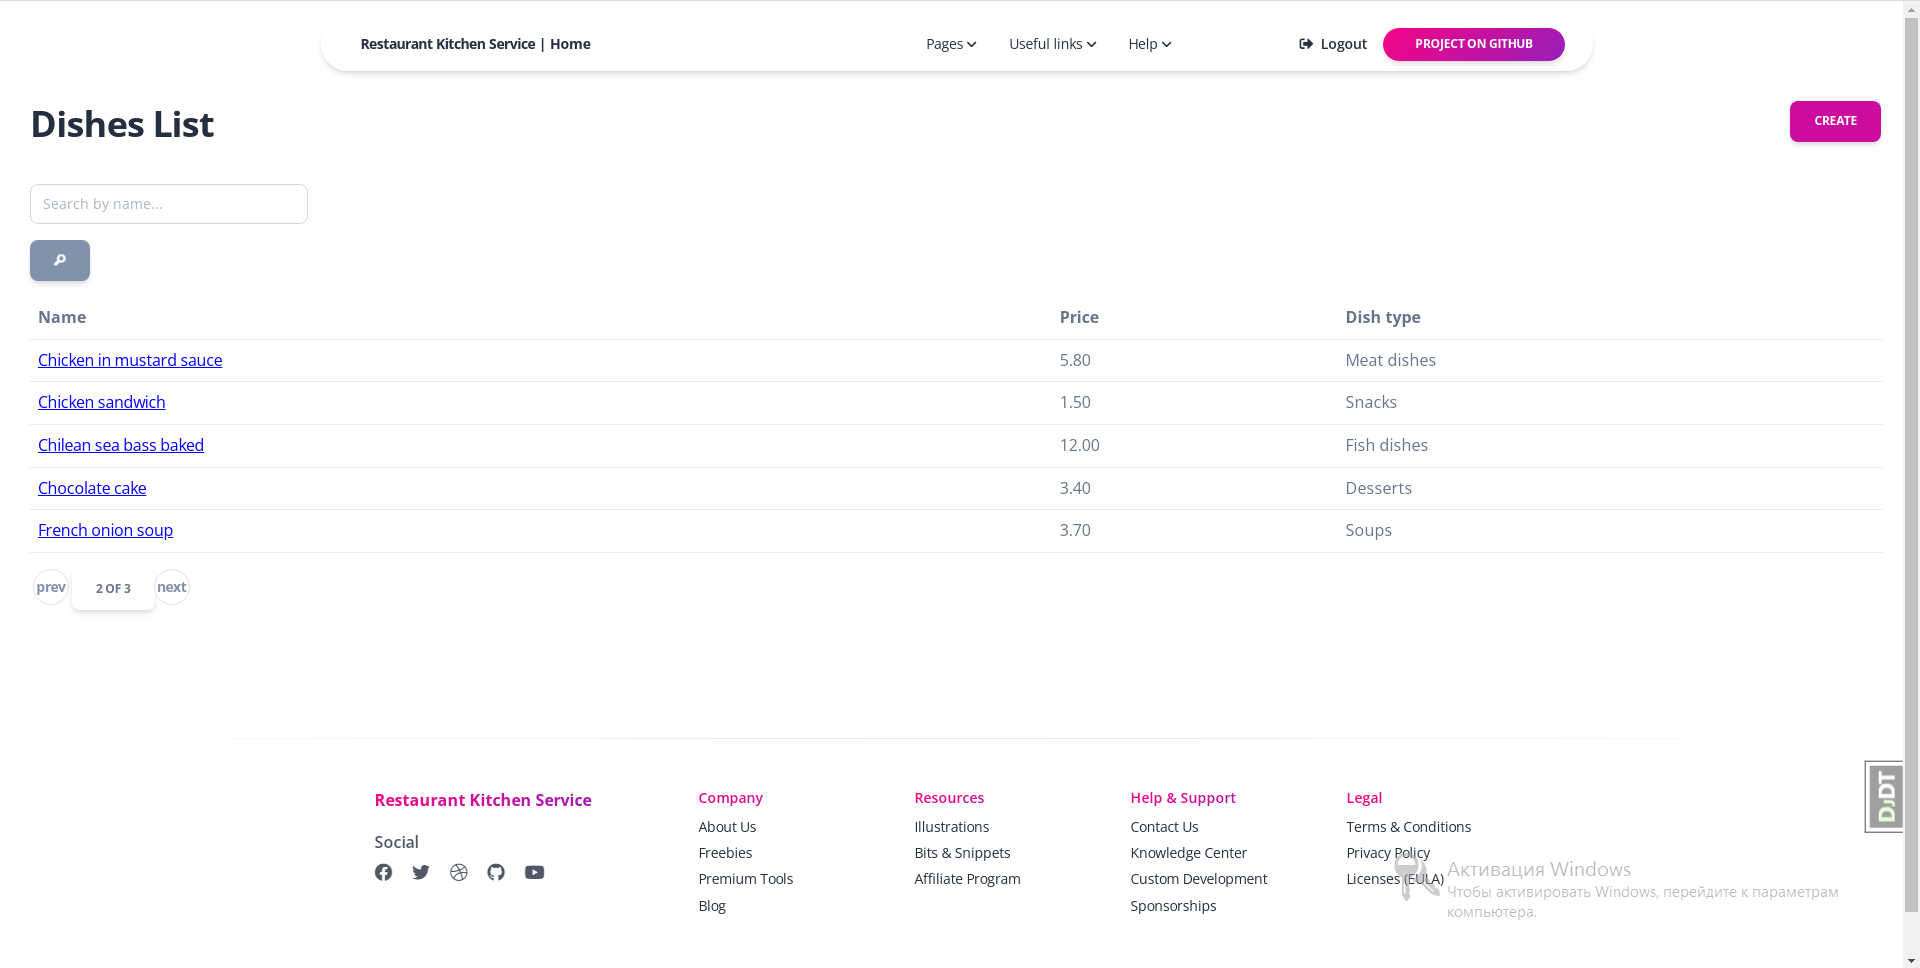 Restaurant Kitchen Service | Home
Pages
Useful links
Help
Logout
PROJECT ON GITHUB
Dishes List
CREATE
Search by name...
Name Price Dish type
Chicken in mustard sauce 5.80 Meat dishes
Chicken sandwich 1.50 Snacks
Chilean sea bass baked 12.00 Fish dishes
Chocolate cake 3.40 Desserts
French onion soup 3.70 Soups
prev 2 OF 3 next
Restaurant Kitchen Service
Social
Company
About Us
Freebies
Premium Tools
Blog
Resources
Illustrations
Bits & Snippets
Affiliate Program
Help & Support
Contact Us
Knowledge Center
Custom Development
Sponsorships
Legal
Terms & Conditions
Privacy Policy
Licenses (EULA)
DJDT
Активация Windows
Чтобы активировать Windows, перейдите к параметрам
компьютера.